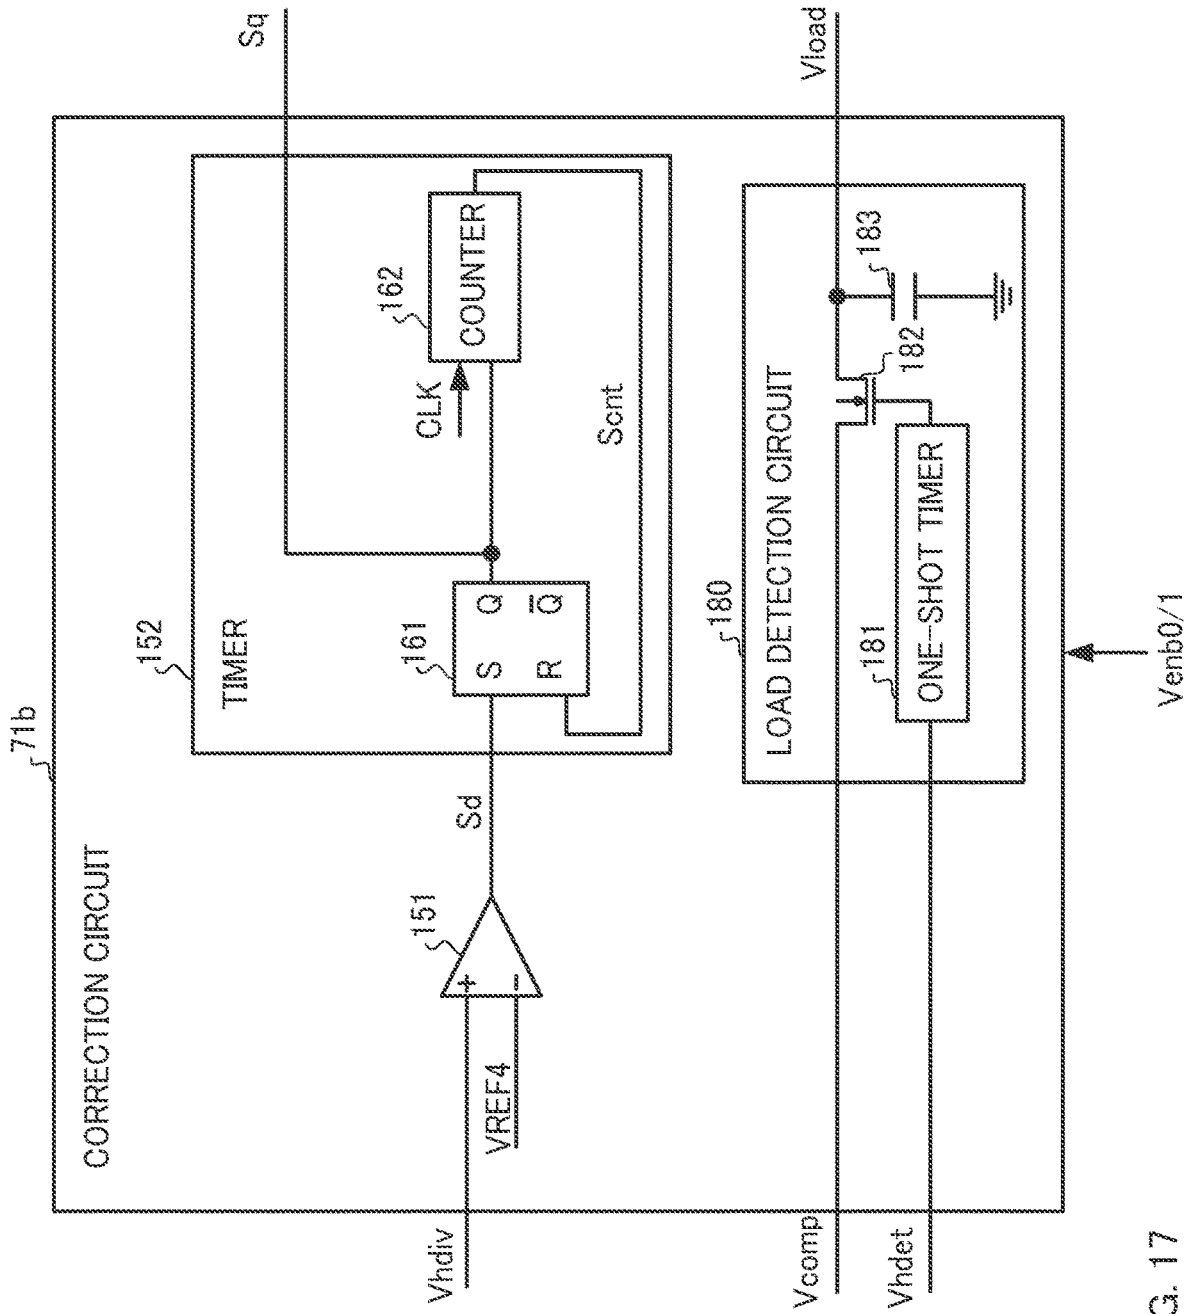 CORRECTION CIRCUIT
71b
Vhdiv
VREF4
+
−
151
Sd
152
TIMER
161
S
Q
R
Q̅
CLK
162
COUNTER
Scnt
Sq
180
LOAD DETECTION CIRCUIT
Vcomp
Vhdet
181
ONE-SHOT TIMER
182
183
Vload
Venb0/1
G. 17